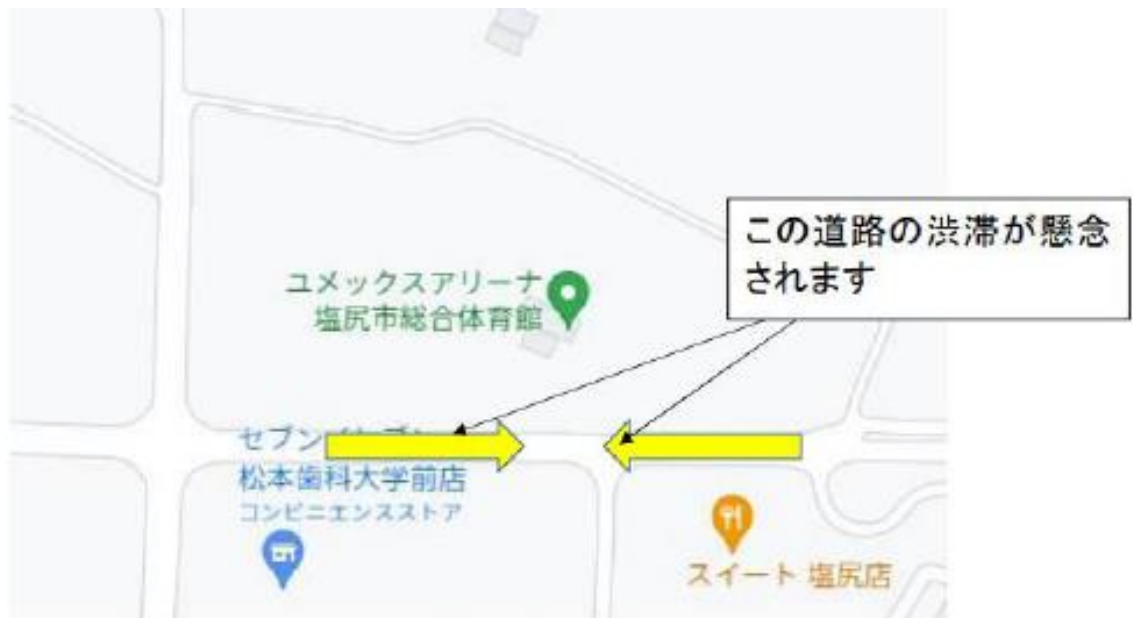 この道路の渋滞が懸念
されます
ユメックスアリーナ
塩尻市総合体育館
セブン
松本歯科大学前店
コンビニエンスストア
スイート 塩尻店